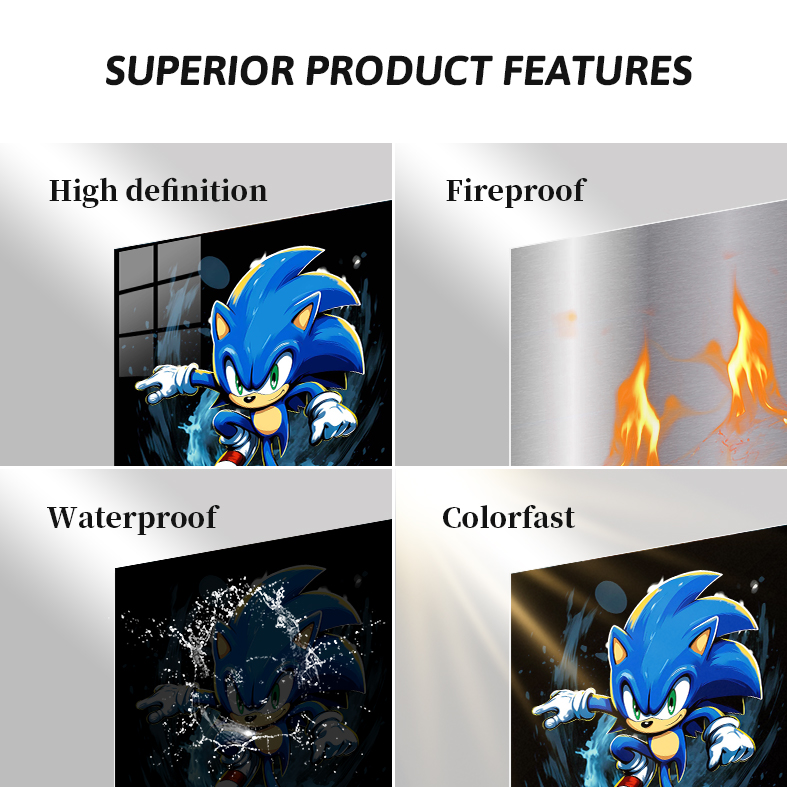 SUPERIOR PRODUCT FEATURES
High definition
Fireproof
Waterproof
Colorfast